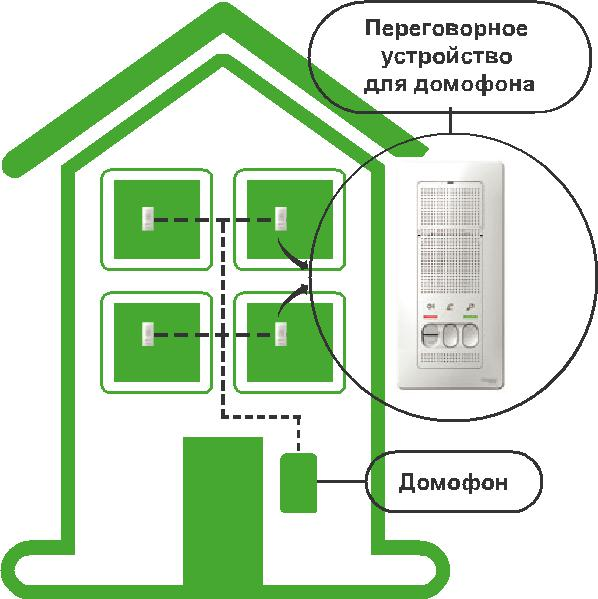 Переговорное
устройство
для домофона
Домофон